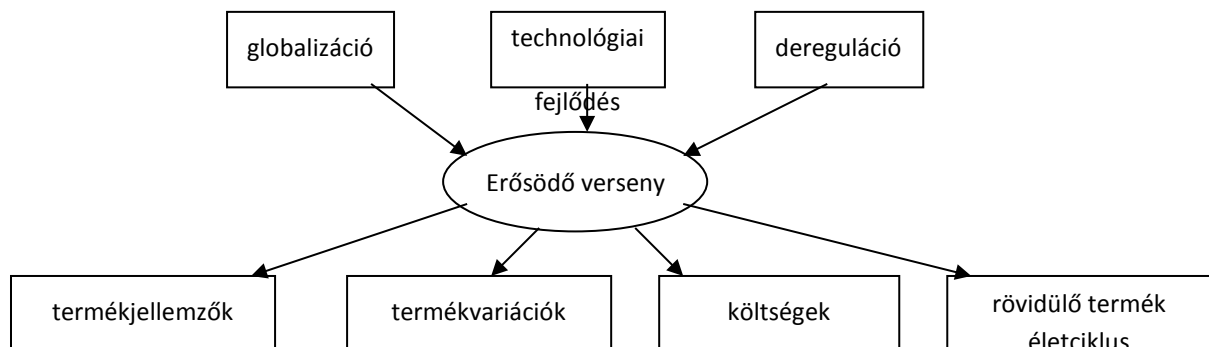 globalizáció
technológiai
fejlődés
dereguláció
Erősödő verseny
termékjellemzők
termékvariációk
költségek
rövidülő termék
életciklus